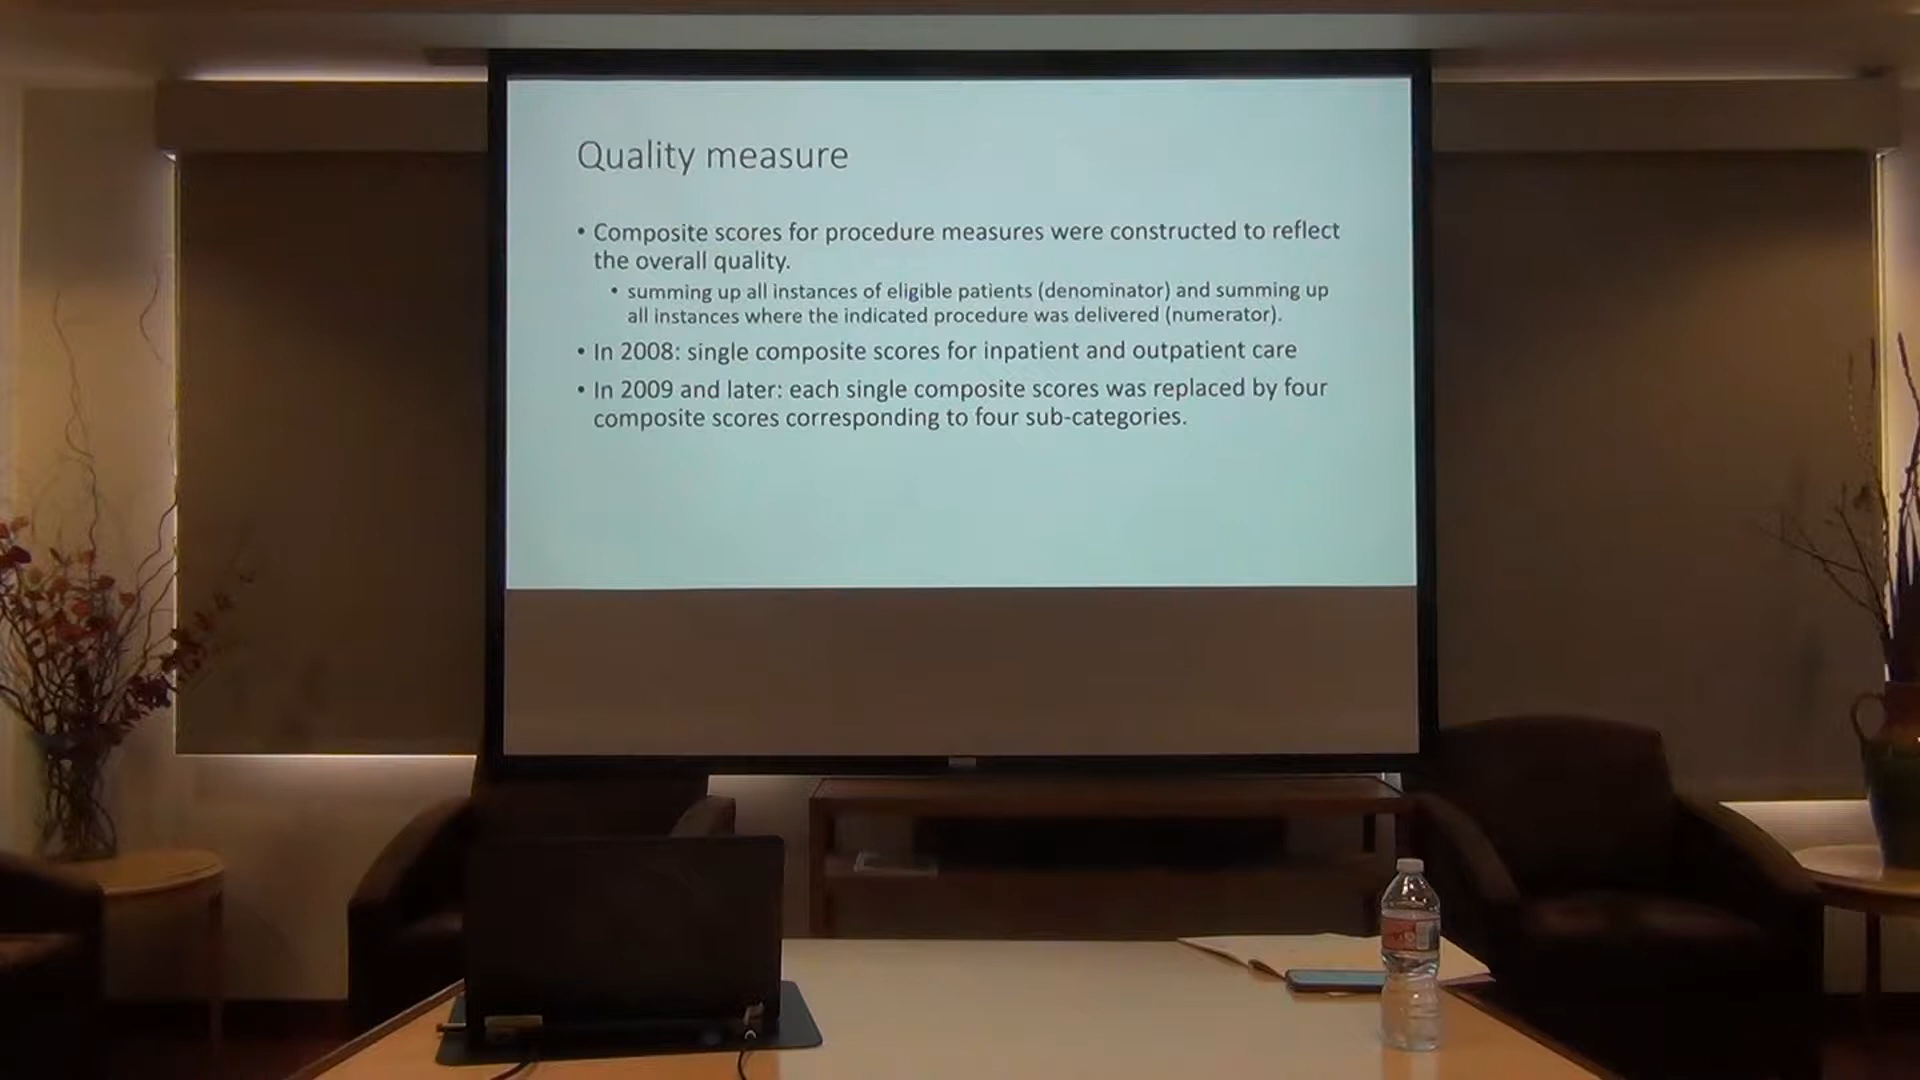 Quality measure
• Composite scores for procedure measures were constructed to reflect
the overall quality.
• summing up all instances of eligible patients (denominator) and summing up
all instances where the indicated procedure was delivered (numerator).
• In 2008: single composite scores for inpatient and outpatient care
• In 2009 and later: each single composite scores was replaced by four
composite scores corresponding to four sub-categories.